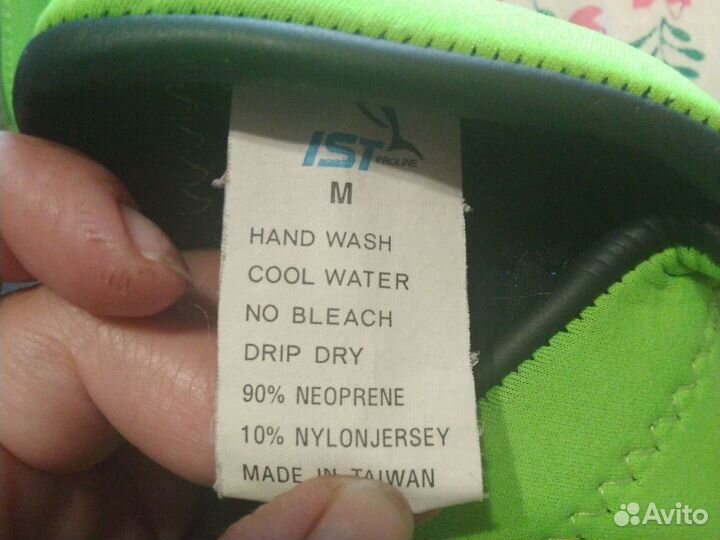 IST
PROLINE
M
HAND WASH
COOL WATER
NO BLEACH
DRIP DRY
90% NEOPRENE
10% NYLONJERSEY
MADE IN TAIWAN
Avito